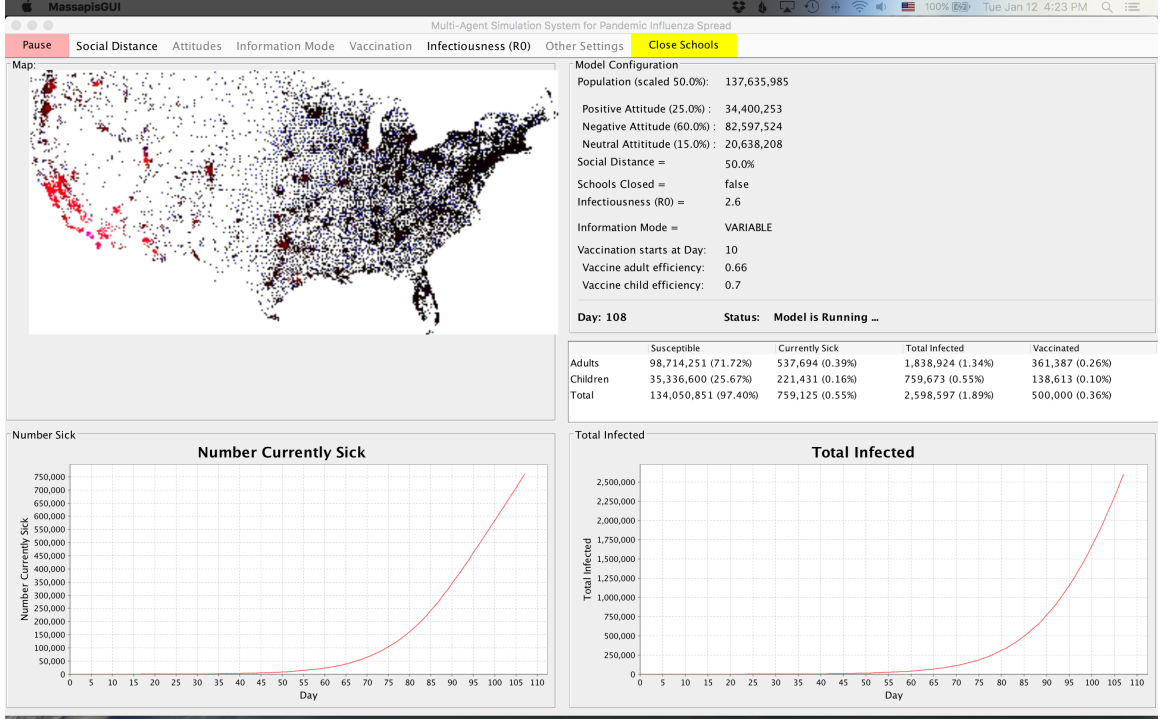 MassapisGUI 100% Tue Jan 12 4:23 PM
Multi-Agent Simulation System for Pandemic Influenza Spread
Pause Social Distance Attitudes Information Mode Vaccination Infectiousness (R0) Other Settings Close Schools
Map:
Model Configuration
Population (scaled 50.0%): 137,635,985
Positive Attitude (25.0%) : 34,400,253
Negative Attitude (60.0%) : 82,597,524
Neutral Attititude (15.0%) : 20,638,208
Social Distance = 50.0%
Schools Closed = false
Infectiousness (R0) = 2.6
Information Mode = VARIABLE
Vaccination starts at Day: 10
Vaccine adult efficiency: 0.66
Vaccine child efficiency: 0.7
Day: 108 Status: Model is Running ...
Susceptible Currently Sick Total Infected Vaccinated
Adults 98,714,251 (71.72%) 537,694 (0.39%) 1,838,924 (1.34%) 361,387 (0.26%)
Children 35,336,600 (25.67%) 221,431 (0.16%) 759,673 (0.55%) 138,613 (0.10%)
Total 134,050,851 (97.40%) 759,125 (0.55%) 2,598,597 (1.89%) 500,000 (0.36%)
Number Sick
Number Currently Sick
750,000
700,000
650,000
600,000
550,000
500,000
450,000
400,000
350,000
300,000
250,000
200,000
150,000
100,000
50,000
0
Number Currently Sick
0 5 10 15 20 25 30 35 40 45 50 55 60 65 70 75 80 85 90 95 100 105 110
Day
Total Infected
Total Infected
2,500,000
2,250,000
2,000,000
1,750,000
1,500,000
1,250,000
1,000,000
750,000
500,000
250,000
0
Total Infected
0 5 10 15 20 25 30 35 40 45 50 55 60 65 70 75 80 85 90 95 100 105 110
Day